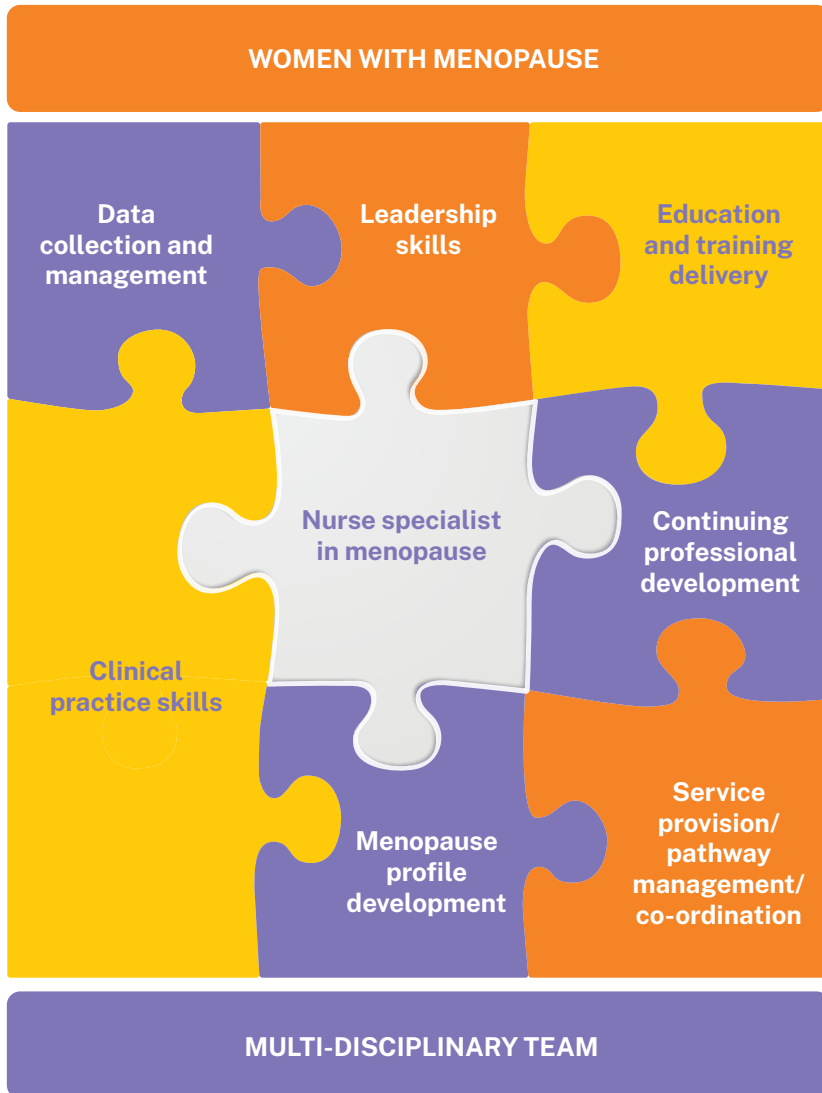 WOMEN WITH MENOPAUSE
Data
collection and
management
Leadership
skills
Education
and training
delivery
Nurse specialist
in menopause
Continuing
professional
development
Clinical
practice skills
Menopause
profile
development
Service
provision/
pathway
management/
co-ordination
MULTI-DISCIPLINARY TEAM